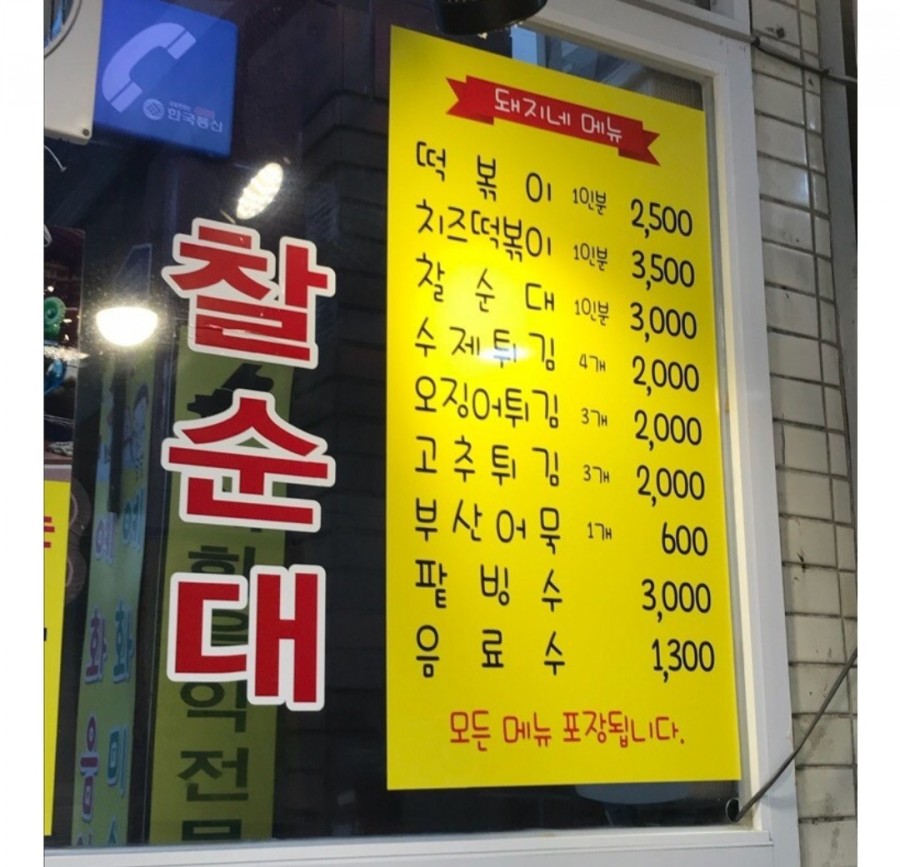 한국통신
찰순대
돼지네 메뉴
떡 볶 이 1인분 2,500
치즈떡볶이 1인분 3,500
찰 순 대 1인분 3,000
수 제 튀 김 4개 2,000
오징어튀김 3개 2,000
고 추 튀 김 3개 2,000
부 산 어 묵 1개 600
팥 빙 수 3,000
음 료 수 1,300
모든 메뉴 포장됩니다.